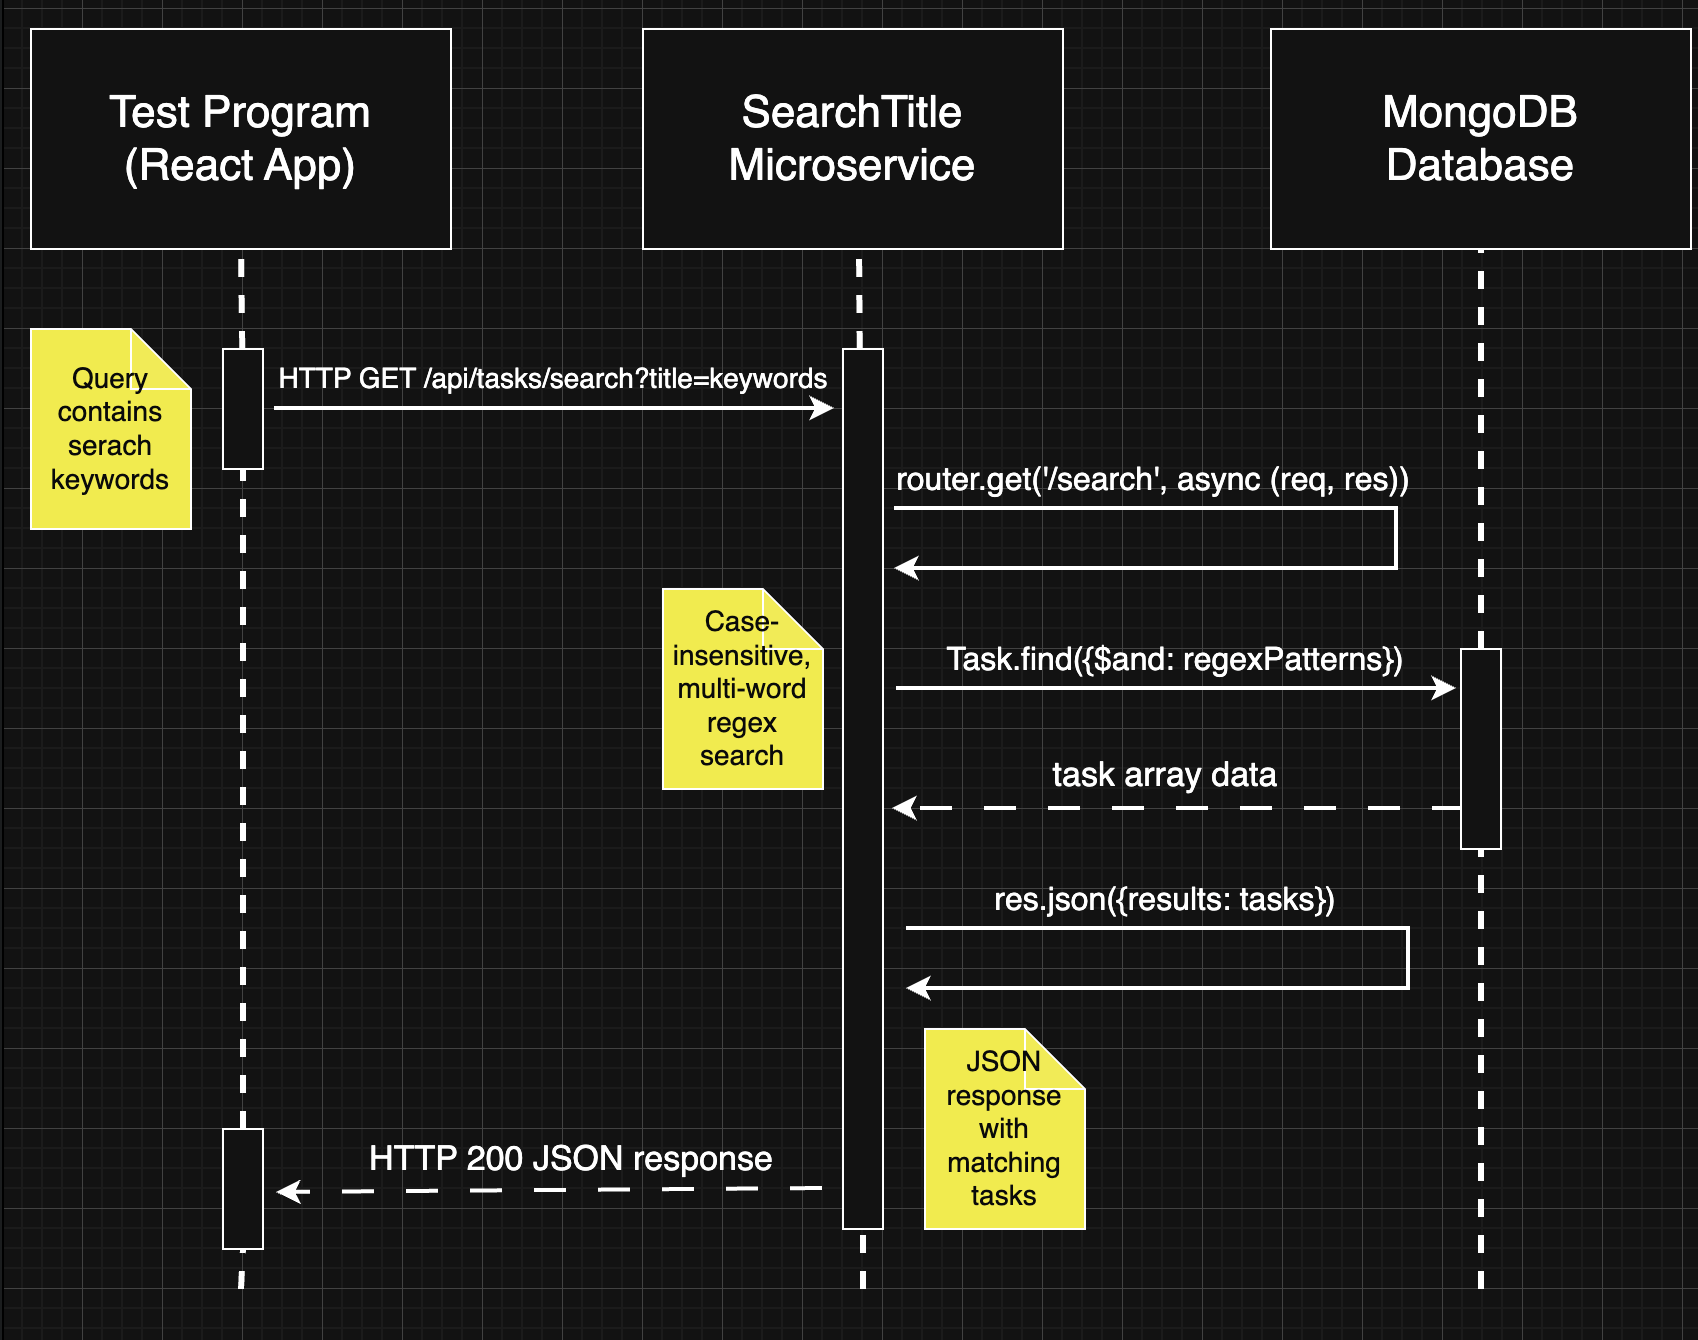 Test Program
(React App)
SearchTitle
Microservice
MongoDB
Database
Query
contains
serach
keywords
HTTP GET /api/tasks/search?title=keywords
router.get('/search', async (req, res))
Case-
insensitive,
multi-word
regex
search
Task.find({$and: regexPatterns})
task array data
res.json({results: tasks})
JSON
response
with
matching
tasks
HTTP 200 JSON response